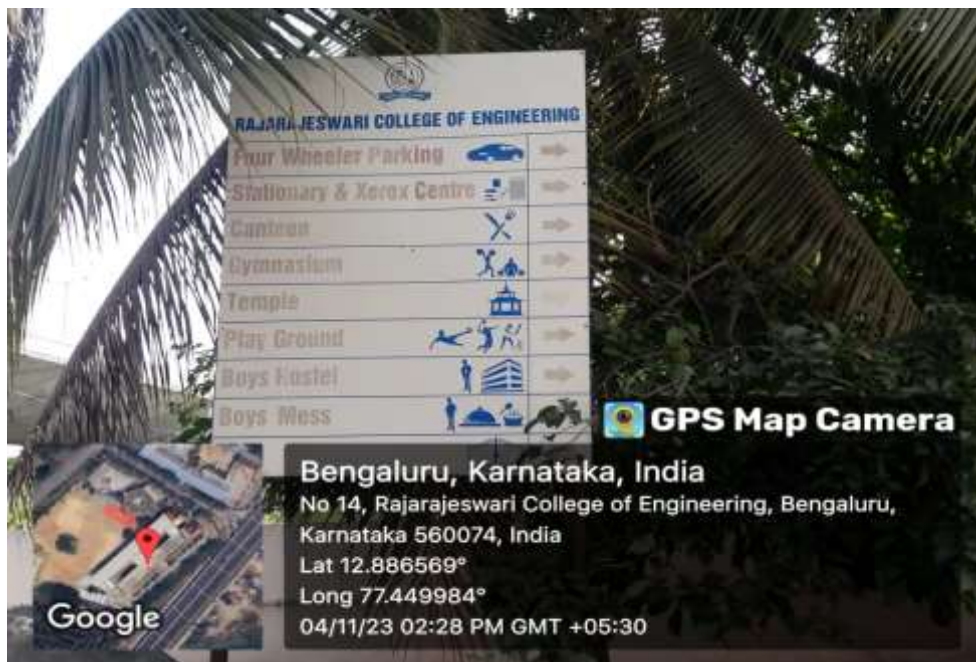 RAJARAJESWARI COLLEGE OF ENGINEERING
Four Wheeler Parking
Stationary & Xerox Centre
Canteen
Gymnasium
Temple
Play Ground
Boys Hostel
Boys Mess
GPS Map Camera
Bengaluru, Karnataka, India
No 14, Rajarajeswari College of Engineering, Bengaluru,
Karnataka 560074, India
Lat 12.886569°
Long 77.449984°
04/11/23 02:28 PM GMT +05:30
Google